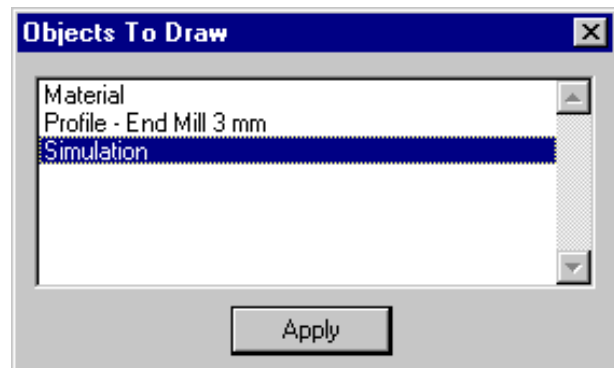 Objects To Draw
Material
Profile - End Mill 3 mm
Simulation
Apply